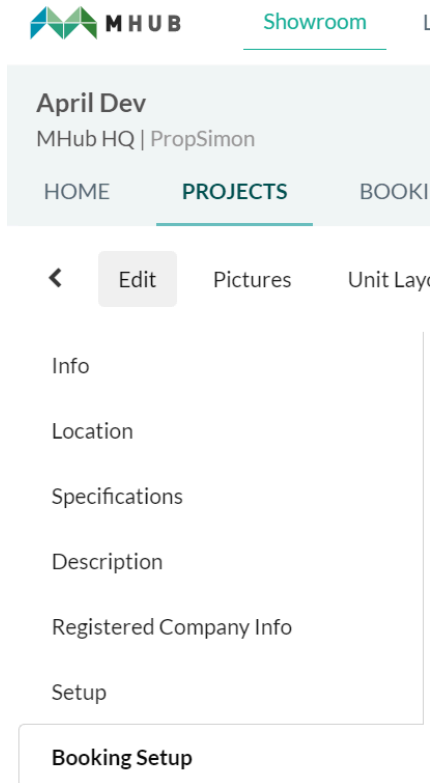 MHUB Showroom
April Dev
MHub HQ | PropSimon
HOME PROJECTS
Edit Pictures Unit
Info
Location
Specifications
Description
Registered Company Info
Setup
Booking Setup